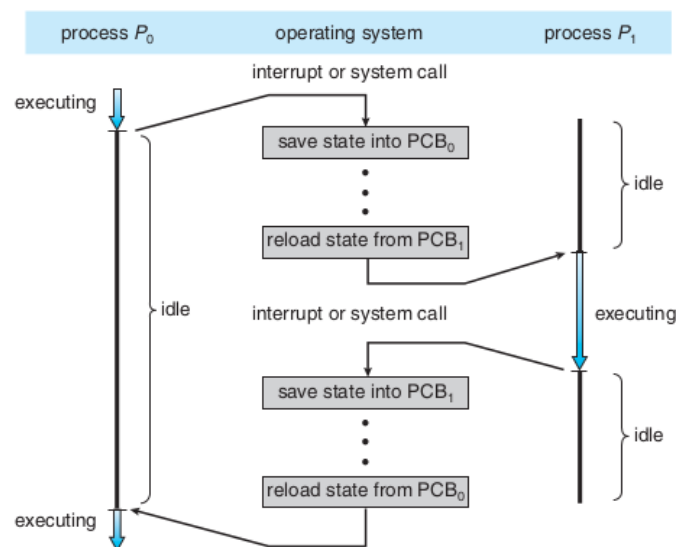 process P₀ operating system process P₁
interrupt or system call
executing
save state into PCB₀
idle
reload state from PCB₁
idle
interrupt or system call
executing
save state into PCB₁
idle
reload state from PCB₀
executing